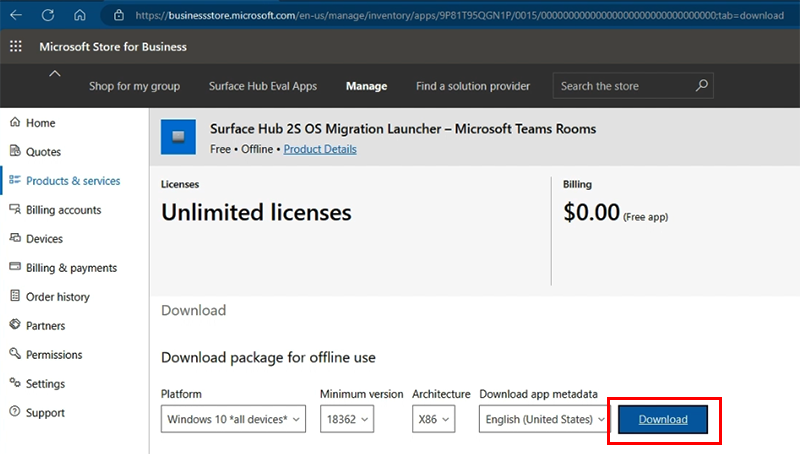 https://businessstore.microsoft.com/en-us/manage/inventory/apps/9P81T95QGN1P/0015/00000000000000000000000000000000;tab=download
Microsoft Store for Business
Shop for my group
Surface Hub Eval Apps
Manage
Find a solution provider
Search the store
Home
Quotes
Products & services
Billing accounts
Devices
Billing & payments
Order history
Partners
Permissions
Settings
Support
Surface Hub 2S OS Migration Launcher – Microsoft Teams Rooms
Free • Offline • Product Details
Licenses
Unlimited licenses
Billing
$0.00 (Free app)
Download
Download package for offline use
Platform
Windows 10 *all devices*
Minimum version
18362
Architecture
X86
Download app metadata
English (United States)
Download